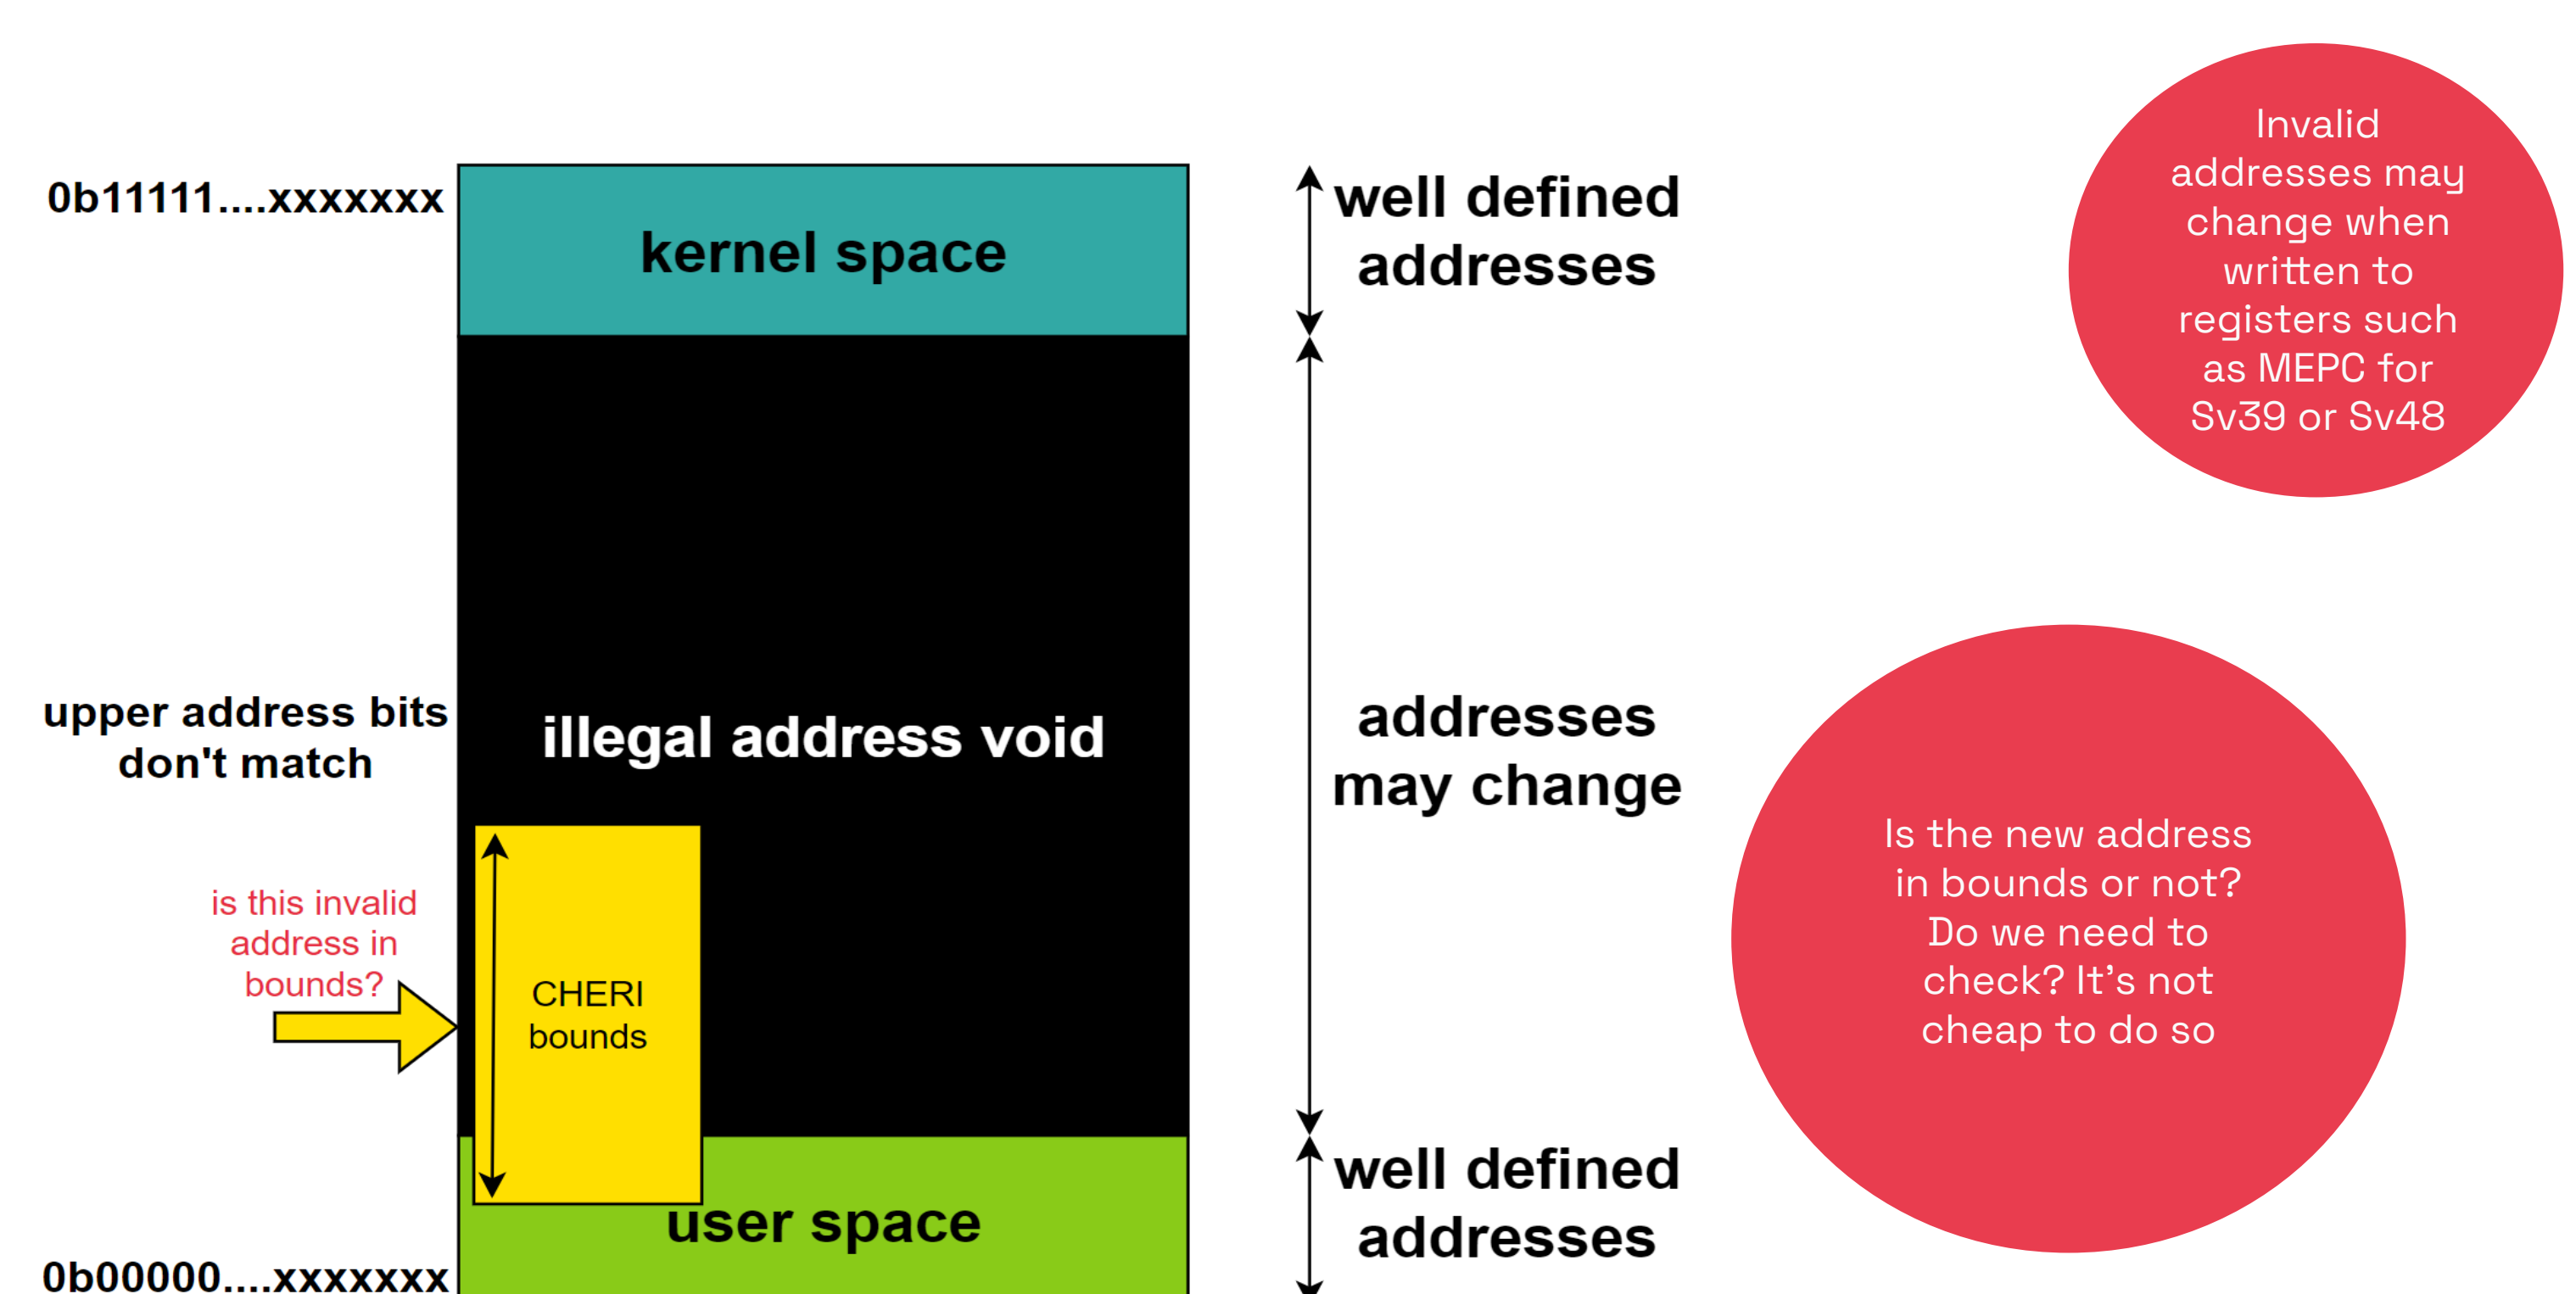 0b11111....xxxxxxx
kernel space
well defined
addresses
Invalid
addresses may
change when
written to
registers such
as MEPC for
Sv39 or Sv48
upper address bits
don't match
illegal address void
addresses
may change
is this invalid
address in
bounds?
CHERI
bounds
Is the new address
in bounds or not?
Do we need to
check? It’s not
cheap to do so
well defined
addresses
user space
0b00000....xxxxxxx